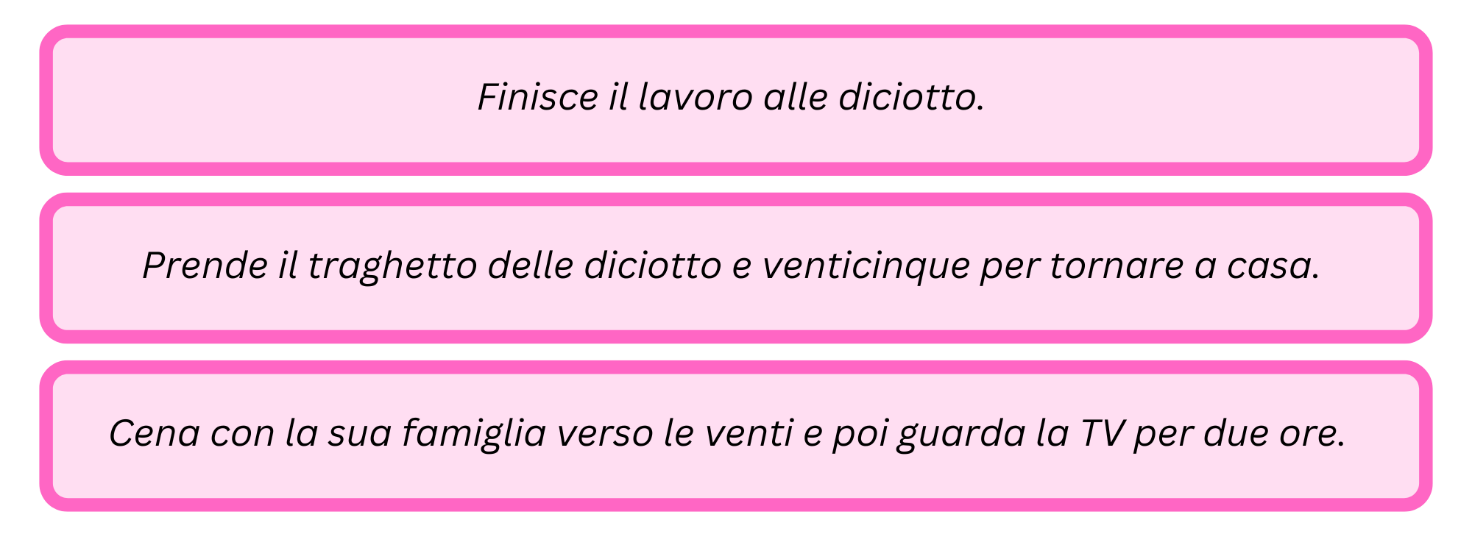 Finisce il lavoro alle diciotto.
Prende il traghetto delle diciotto e venticinque per tornare a casa.
Cena con la sua famiglia verso le venti e poi guarda la TV per due ore.